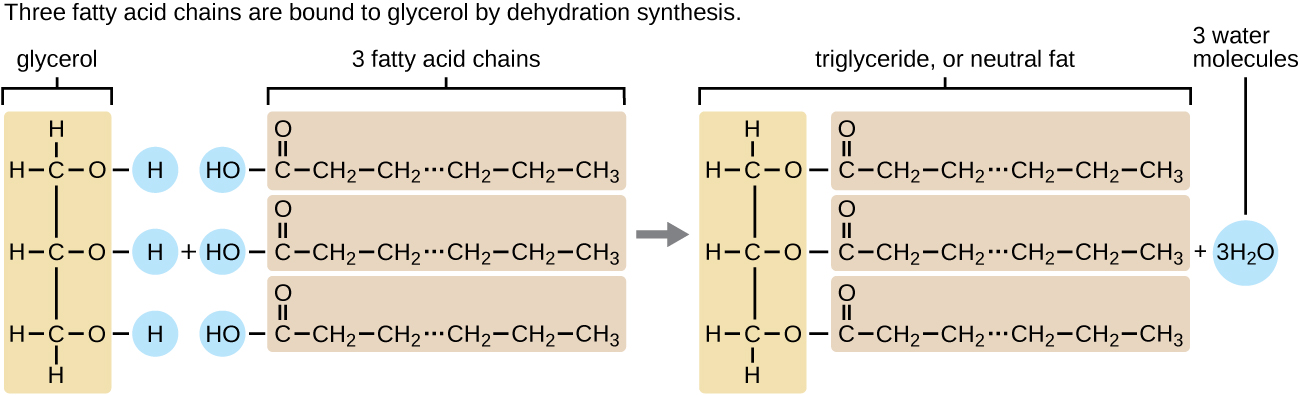 Three fatty acid chains are bound to glycerol by dehydration synthesis.
glycerol
3 fatty acid chains
triglyceride, or neutral fat
3 water
molecules
H O H O
H–C–O–H HO–C–CH₂–CH₂···CH₂–CH₂–CH₃ H–C–O–C–CH₂–CH₂···CH₂–CH₂–CH₃
O O
H–C–O–H + HO–C–CH₂–CH₂···CH₂–CH₂–CH₃ H–C–O–C–CH₂–CH₂···CH₂–CH₂–CH₃ + 3H₂O
O O
H–C–O–H HO–C–CH₂–CH₂···CH₂–CH₂–CH₃ H–C–O–C–CH₂–CH₂···CH₂–CH₂–CH₃
H H